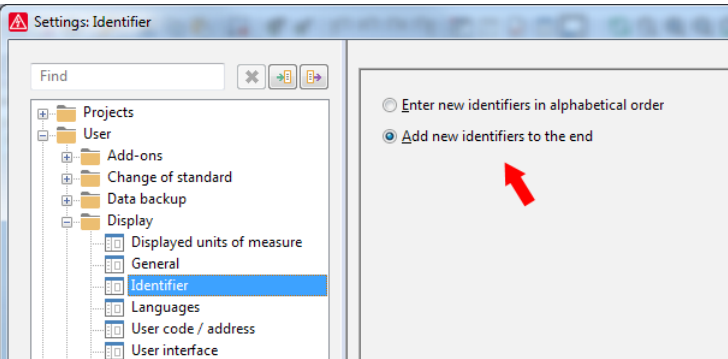 Settings: Identifier
Find
Projects
User
Add-ons
Change of standard
Data backup
Display
Displayed units of measure
General
Identifier
Languages
User code / address
User interface
Enter new identifiers in alphabetical order
Add new identifiers to the end